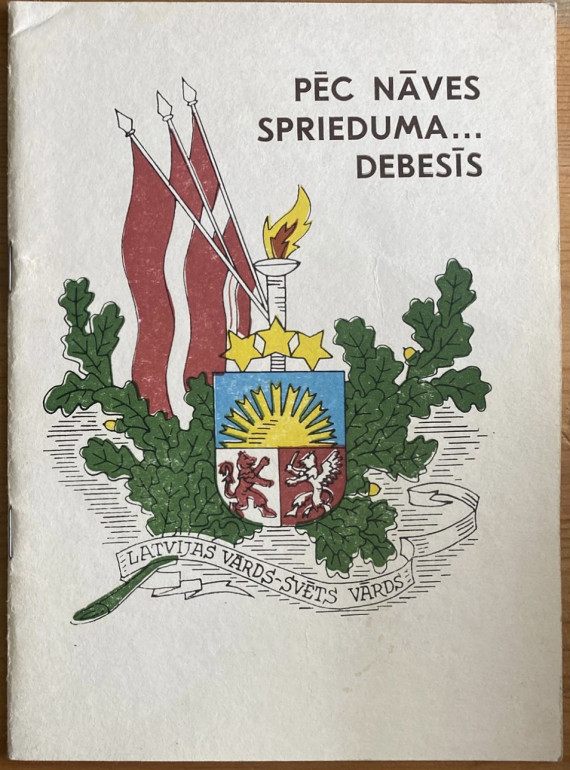 PĒC NĀVES
SPRIEDUMA...
DEBESĪS
LATVIJAS VĀRDS-SVĒTS VĀRDS